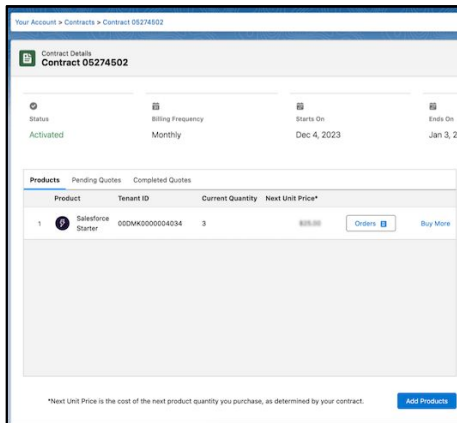 Your Account > Contracts > Contract 05274502
Contract Details
Contract 05274502
Status
Billing Frequency
Starts On
Ends On
Activated
Monthly
Dec 4, 2023
Jan 3, 2
Products Pending Quotes Completed Quotes
Product Tenant ID Current Quantity Next Unit Price*
1 Salesforce Starter 00DMK0000004034 3 Orders Buy More
*Next Unit Price is the cost of the next product quantity you purchase, as determined by your contract.
Add Products